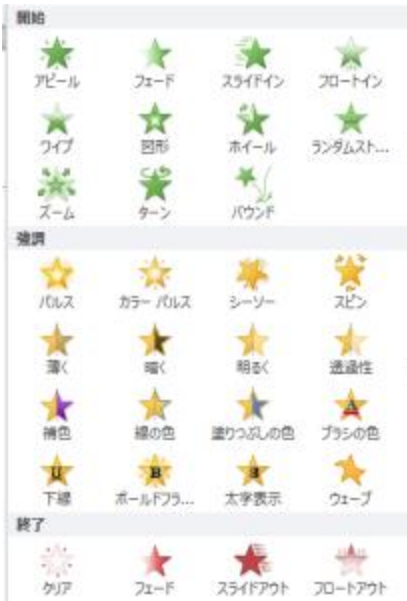 開始
アピール フェード スライドイン フロートイン
ワイプ 図形 ホイール ランダムスト...
ズーム ターン バウンド
強調
パルス カラー パルス シーソー スピン
薄く 暗く 明るく 透過性
補色 線の色 塗りつぶしの色 ブラシの色
下線 ボールドフラ... 太字表示 ウェーブ
終了
クリア フェード スライドアウト フロートアウト